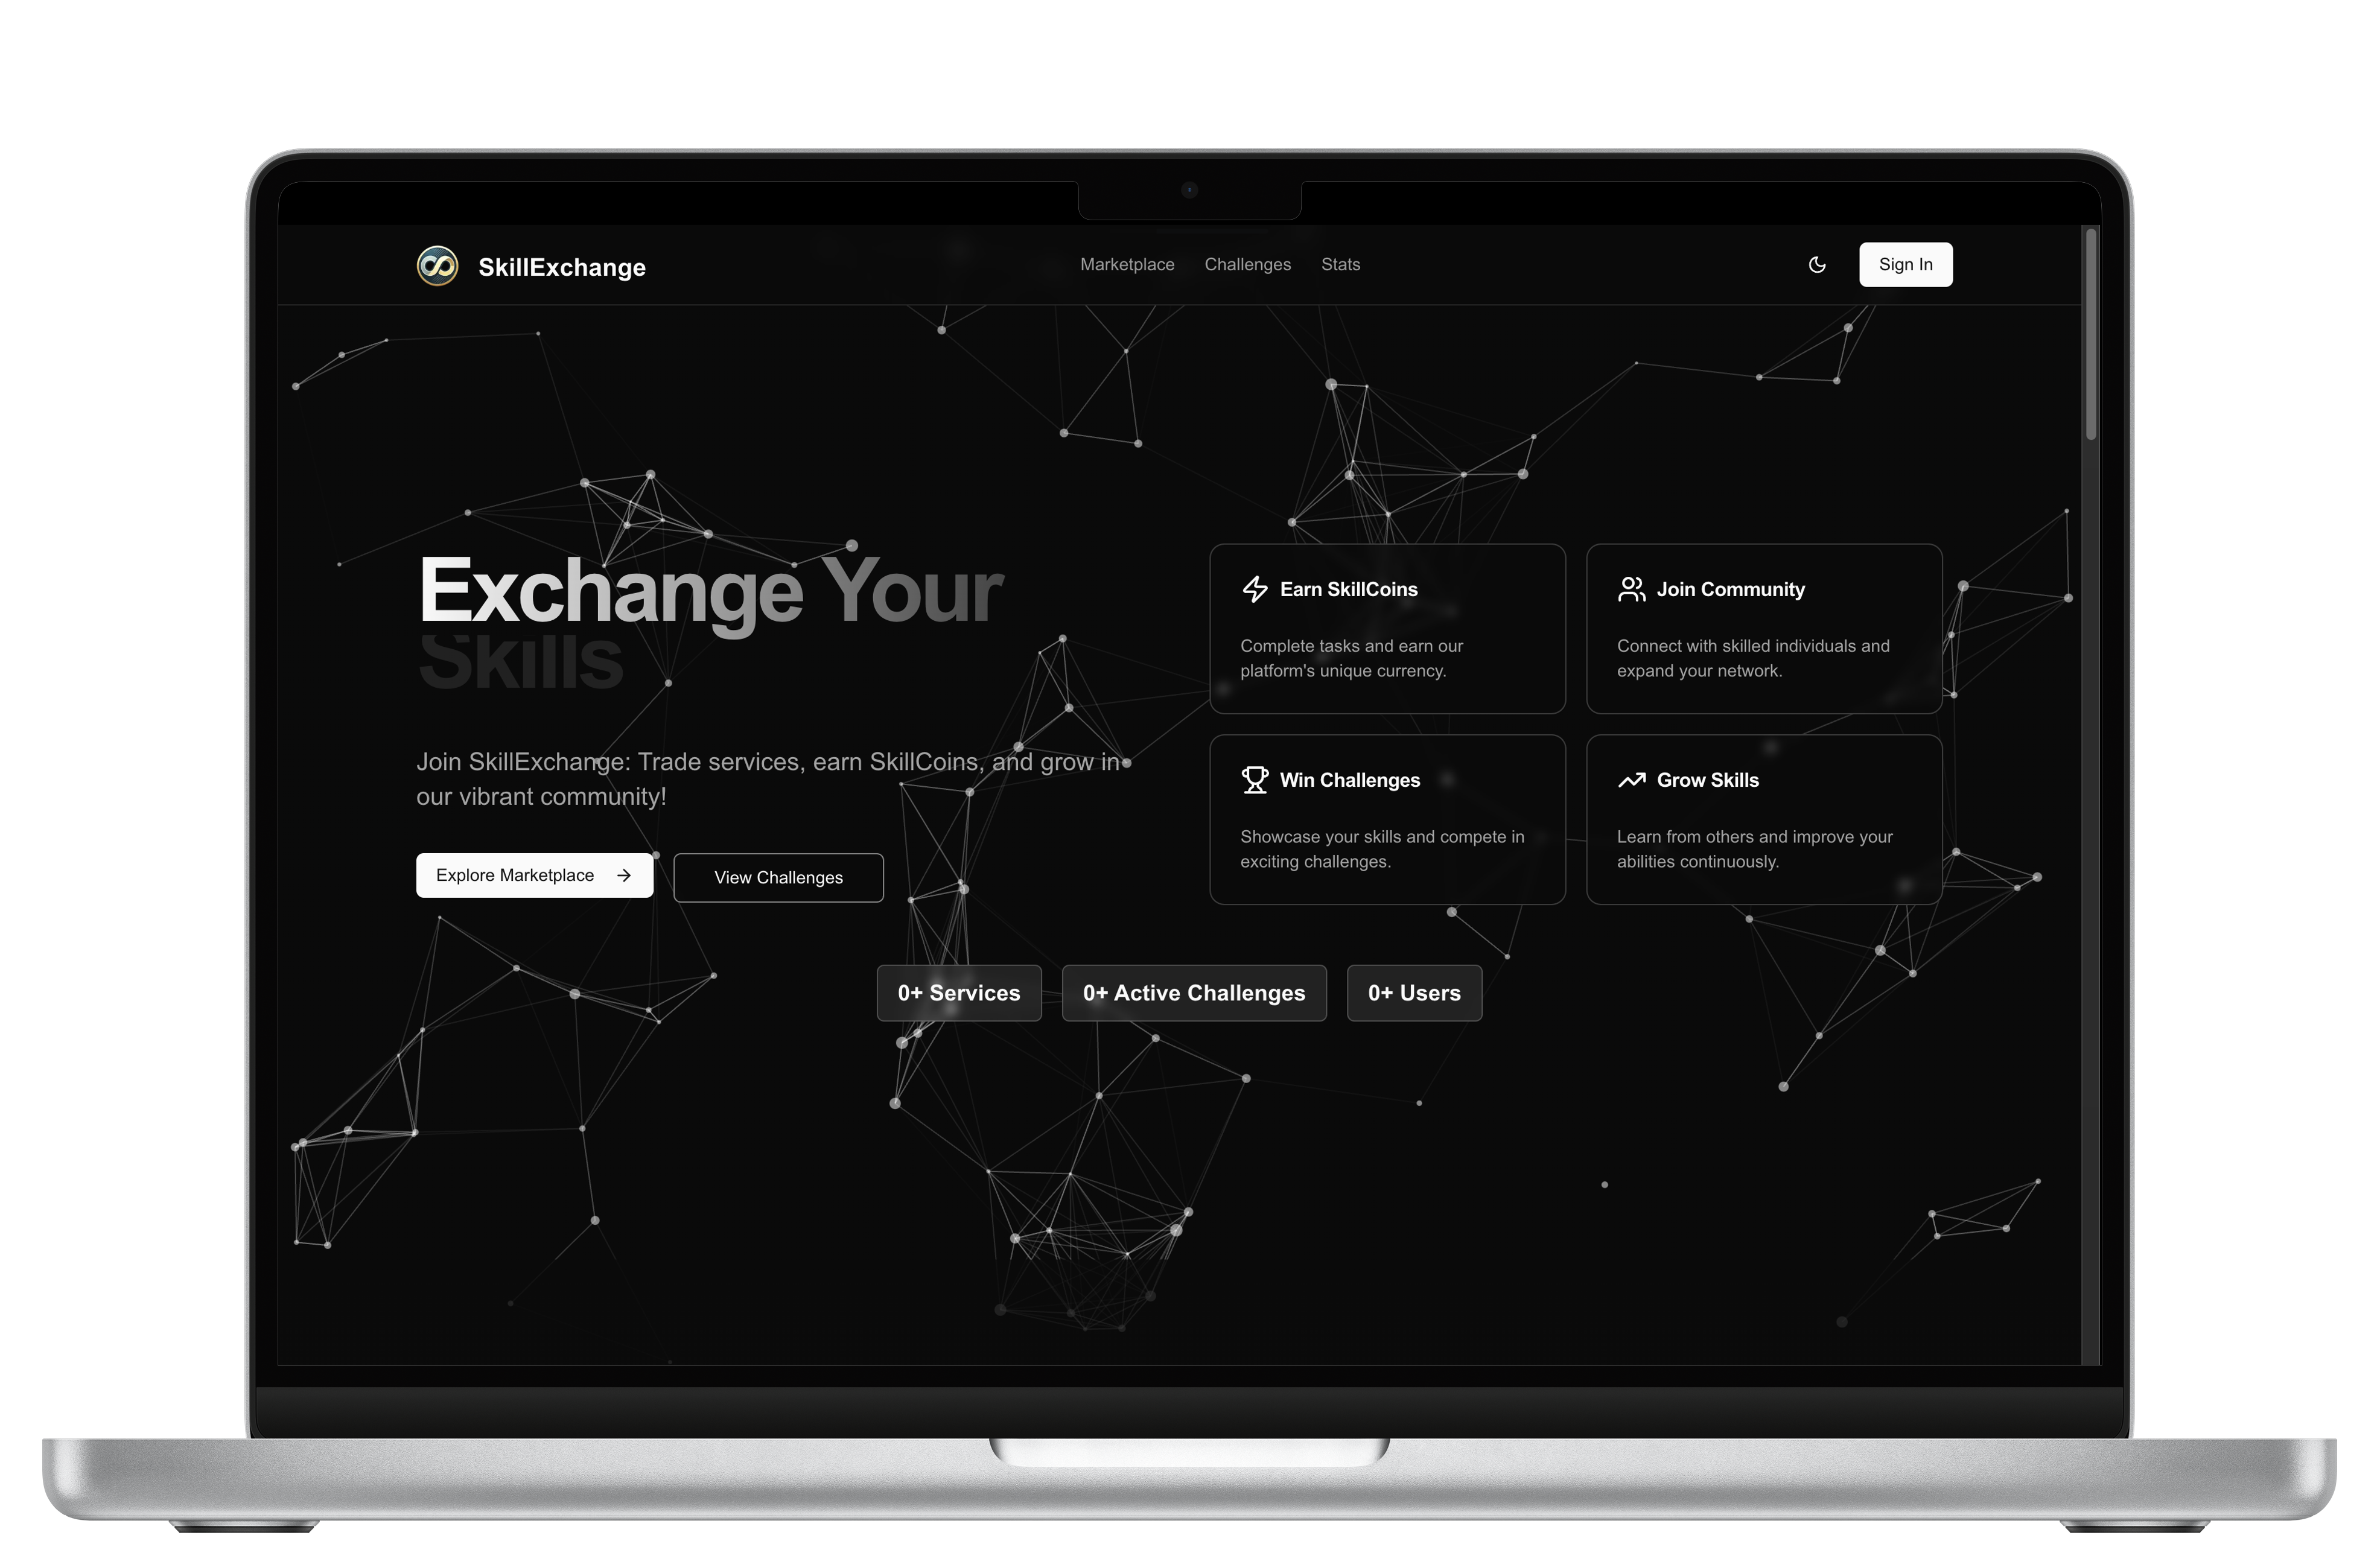 SkillExchange
Marketplace
Challenges
Stats
Sign In
Exchange Your
Skills
Join SkillExchange: Trade services, earn SkillCoins, and grow in
our vibrant community!
Explore Marketplace
View Challenges
Earn SkillCoins
Complete tasks and earn our
platform's unique currency.
Join Community
Connect with skilled individuals and
expand your network.
Win Challenges
Showcase your skills and compete in
exciting challenges.
Grow Skills
Learn from others and improve your
abilities continuously.
0+ Services
0+ Active Challenges
0+ Users